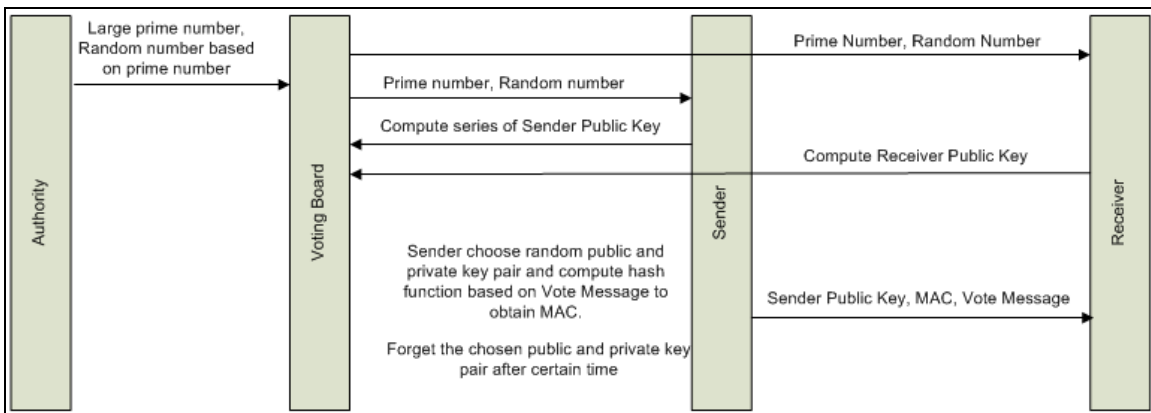 Large prime number,
Random number based
on prime number
Prime Number, Random Number
Prime number, Random number
Compute series of Sender Public Key
Compute Receiver Public Key
Authority
Voting Board
Sender
Receiver
Sender choose random public and
private key pair and compute hash
function based on Vote Message to
obtain MAC.
Forget the chosen public and private key
pair after certain time
Sender Public Key, MAC, Vote Message